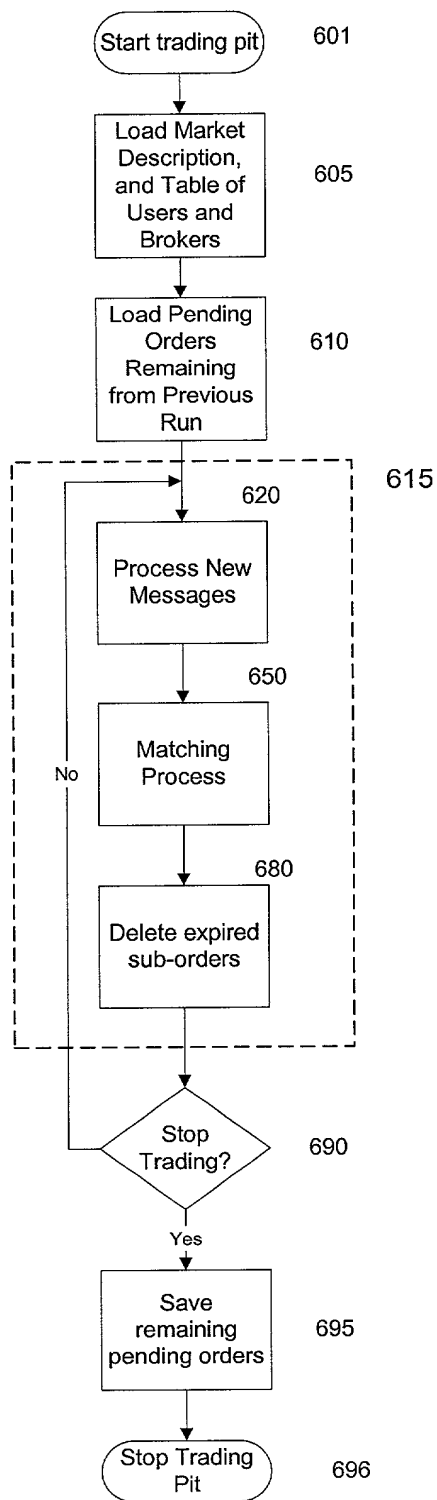 Start trading pit
601
Load Market
Description,
and Table of
Users and
Brokers
605
Load Pending
Orders
Remaining
from Previous
Run
610
615
620
Process New
Messages
650
Matching
Process
No
680
Delete expired
sub-orders
Stop
Trading?
690
Yes
Save
remaining
pending orders
695
Stop Trading
Pit
696